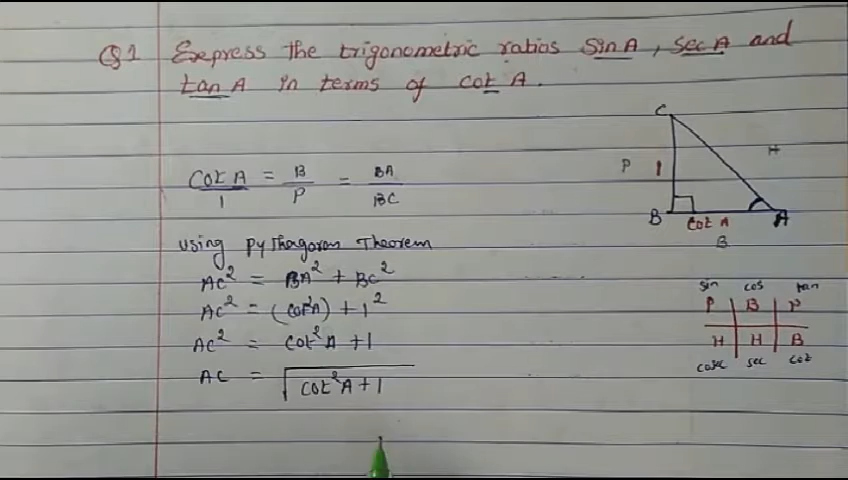 Q1 Express the trigonometric ratios sin A, sec A and
tan A in terms of cot A.
Cot A / 1 = B / P = BA / BC
using Pythagoras Theorem
AC² = BA² + BC²
AC² = (Cot²A) + 1²
AC² = Cot²A + 1
AC = √Cot²A + 1
C
P 1 H
B Cot A A
B
sin cos tan
P B P
H H B
cosec sec cot